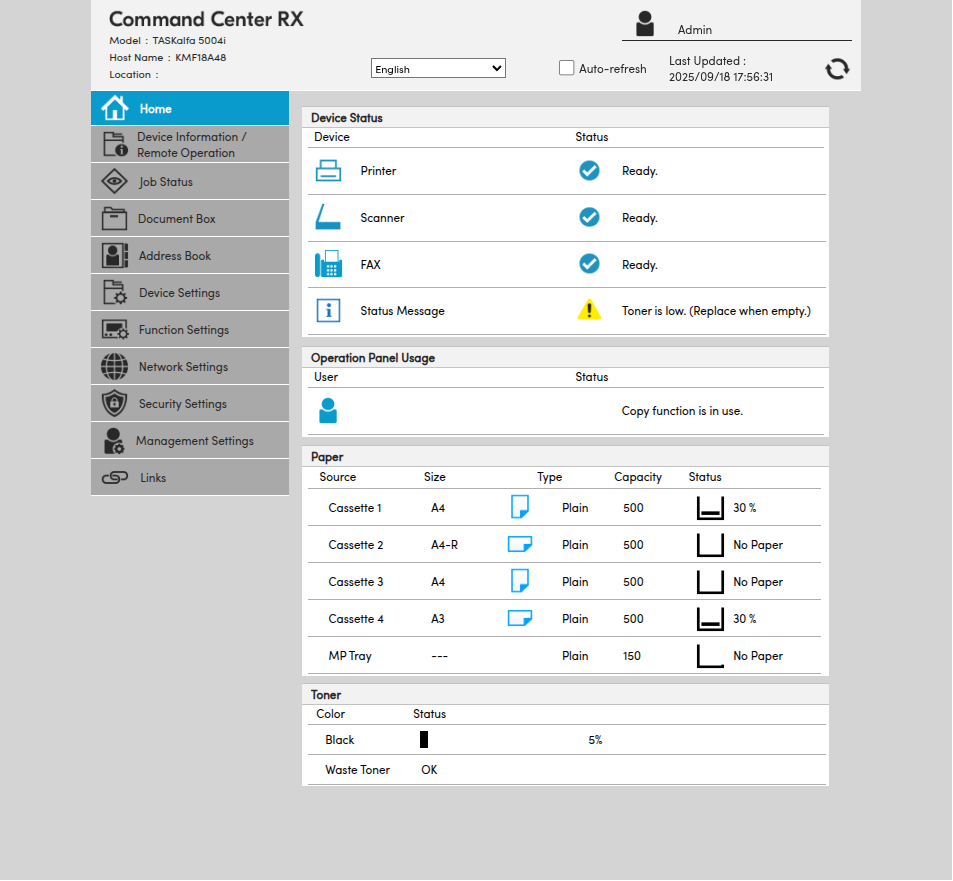 Command Center RX
Model : TASKalfa 5004i
Host Name : KMF18A48
Location :
English
Auto-refresh
Admin
Last Updated :
2025/09/18 17:56:31
Home
Device Information /
Remote Operation
Job Status
Document Box
Address Book
Device Settings
Function Settings
Network Settings
Security Settings
Management Settings
Links
Device Status
Device Status
Printer Ready.
Scanner Ready.
FAX Ready.
Status Message Toner is low. (Replace when empty.)
Operation Panel Usage
User Status
Copy function is in use.
Paper
Source Size Type Capacity Status
Cassette 1 A4 Plain 500 30 %
Cassette 2 A4-R Plain 500 No Paper
Cassette 3 A4 Plain 500 No Paper
Cassette 4 A3 Plain 500 30 %
MP Tray --- Plain 150 No Paper
Toner
Color Status
Black 5%
Waste Toner OK